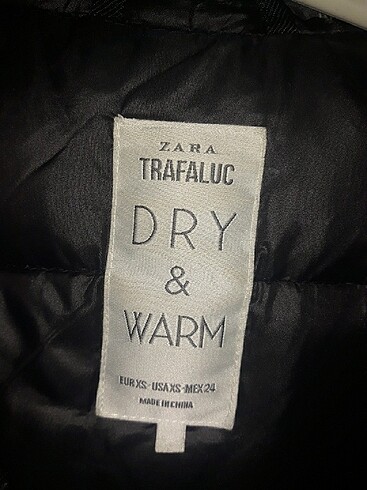 ZARA
TRAFALUC
DRY
&
WARM
EUR XS - USA XS - MEX 24
MADE IN CHINA